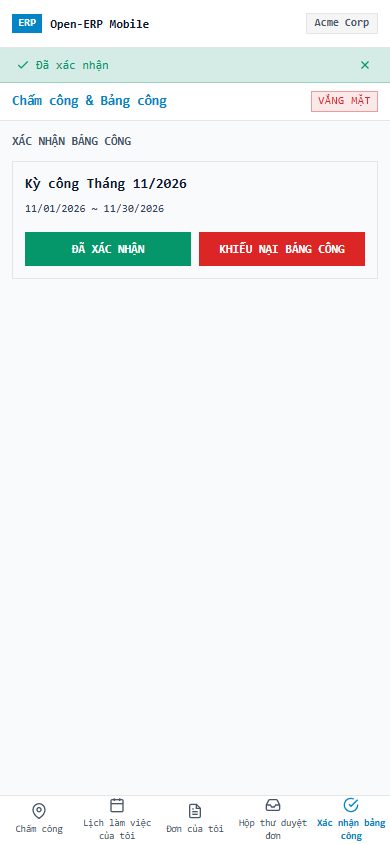 ERP Open-ERP Mobile Acme Corp
Đã xác nhận
Chấm công & Bảng công VẮNG MẶT
XÁC NHẬN BẢNG CÔNG
Kỳ công Tháng 11/2026
11/01/2026 ~ 11/30/2026
ĐÃ XÁC NHẬN KHIẾU NẠI BẢNG CÔNG
Chấm công
Lịch làm việc
của tôi
Đơn của tôi
Hộp thư duyệt
đơn
Xác nhận bảng
công